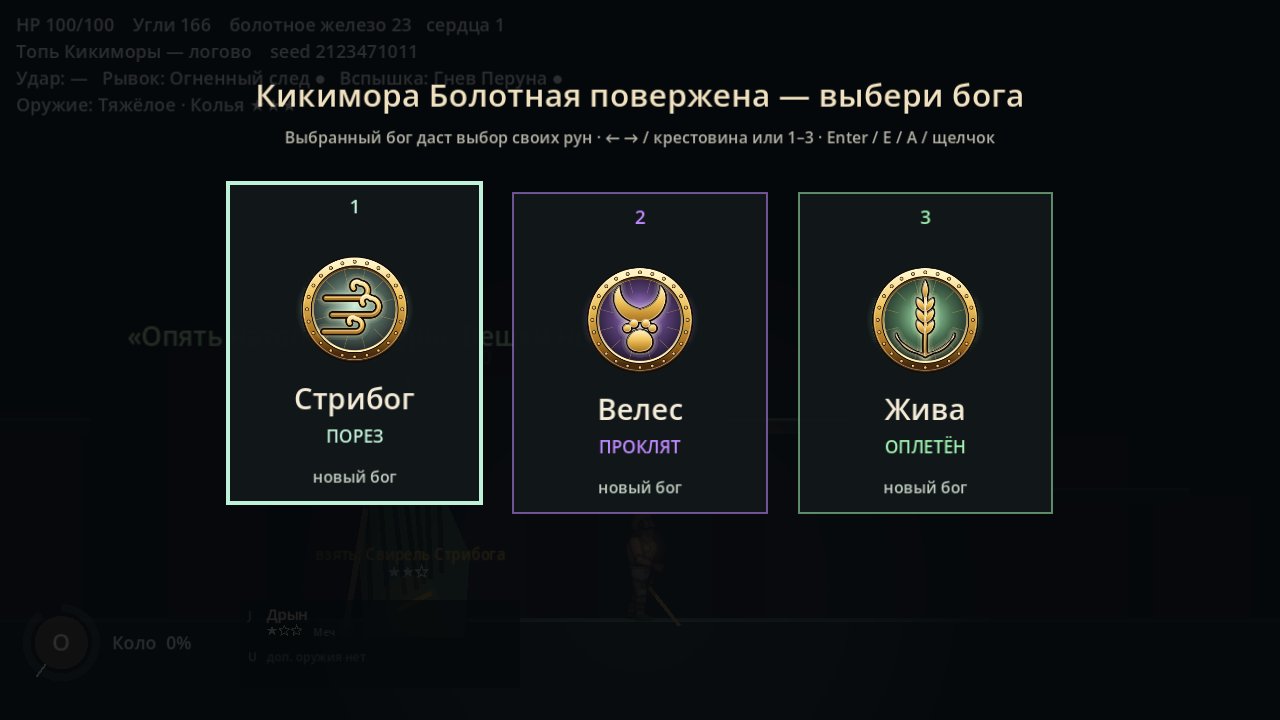 HP 100/100 Угли 166 болотное железо 23 сердца 1
Топь Кикиморы — логово seed 2123471011
Удар: — Рывок: Огненный след ● Вспышка: Гнев Перуна ●
Оружие: Тяжёлое · Колья
Кикимора Болотная повержена — выбери бога
Выбранный бог даст выбор своих рун · ← → / крестовина или 1–3 · Enter / E / A / щелчок
1
2
3
«Опять
Стрибог
ПОРЕЗ
новый бог
Велес
ПРОКЛЯТ
новый бог
Жива
ОПЛЕТЁН
новый бог
взять: Свирель Стрибога
★★☆
J Дрын
★☆☆ Меч
U доп. оружия нет
О
Коло 0%